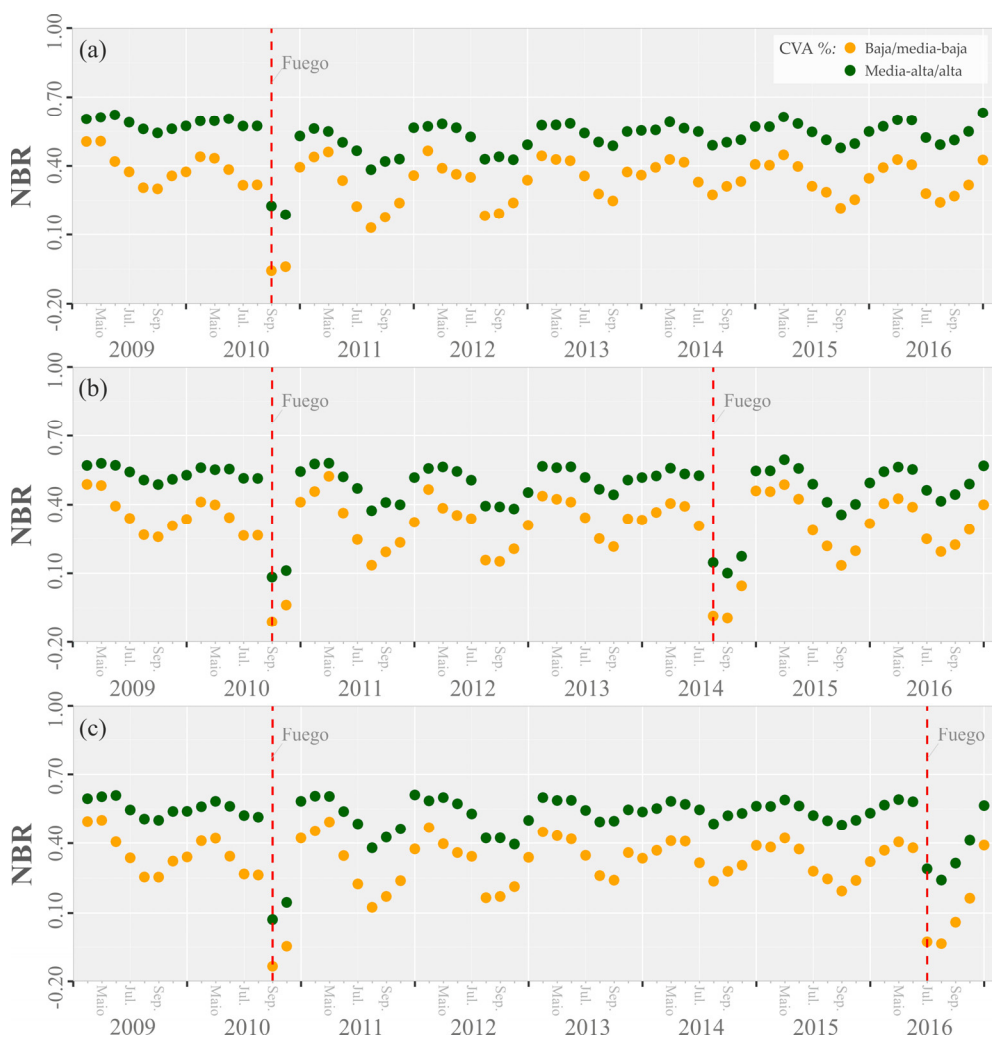 (a)
CVA %: Baja/media-baja
Media-alta/alta
Fuego
NBR
1.00
0.70
0.40
0.10
-0.20
Maio Jul. Sep. Maio Jul. Sep. Maio Jul. Sep. Maio Jul. Sep. Maio Jul. Sep. Maio Jul. Sep. Maio Jul. Sep. Maio Jul. Sep.
2009 2010 2011 2012 2013 2014 2015 2016
(b)
Fuego Fuego
NBR
1.00
0.70
0.40
0.10
-0.20
Maio Jul. Sep. Maio Jul. Sep. Maio Jul. Sep. Maio Jul. Sep. Maio Jul. Sep. Maio Jul. Sep. Maio Jul. Sep. Maio Jul. Sep.
2009 2010 2011 2012 2013 2014 2015 2016
(c)
Fuego Fuego
NBR
1.00
0.70
0.40
0.10
-0.20
Maio Jul. Sep. Maio Jul. Sep. Maio Jul. Sep. Maio Jul. Sep. Maio Jul. Sep. Maio Jul. Sep. Maio Jul. Sep. Maio Jul. Sep.
2009 2010 2011 2012 2013 2014 2015 2016